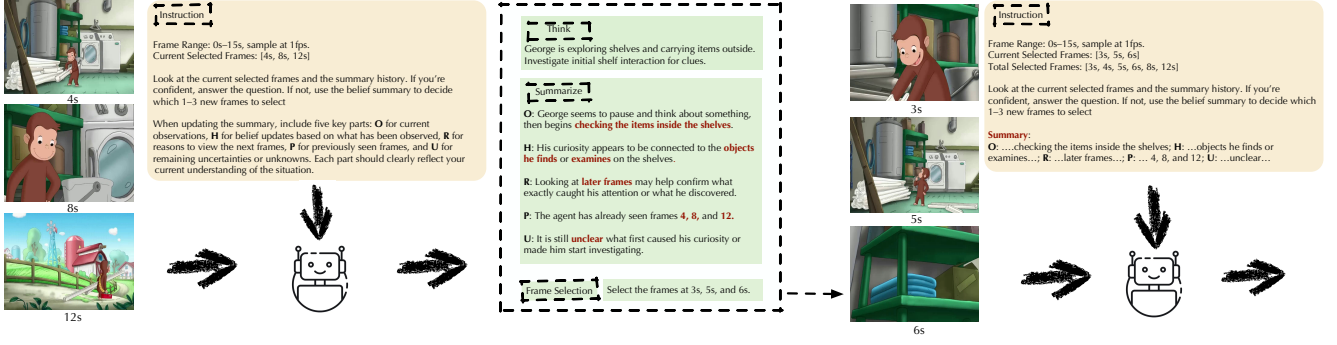 4s
8s
12s
Instruction
Frame Range: 0s–15s, sample at 1fps.
Current Selected Frames: [4s, 8s, 12s]
Look at the current selected frames and the summary history. If you're
confident, answer the question. If not, use the belief summary to decide
which 1–3 new frames to select
When updating the summary, include five key parts: O for current
observations, H for belief updates based on what has been observed, R for
reasons to view the next frames, P for previously seen frames, and U for
remaining uncertainties or unknowns. Each part should clearly reflect your
current understanding of the situation.
Think
George is exploring shelves and carrying items outside.
Investigate initial shelf interaction for clues.
Summarize
O: George seems to pause and think about something,
then begins checking the items inside the shelves.
H: His curiosity appears to be connected to the objects
he finds or examines on the shelves.
R: Looking at later frames may help confirm what
exactly caught his attention or what he discovered.
P: The agent has already seen frames 4, 8, and 12.
U: It is still unclear what first caused his curiosity or
made him start investigating.
Frame Selection
Select the frames at 3s, 5s, and 6s.
3s
5s
6s
Instruction
Frame Range: 0s–15s, sample at 1fps.
Current Selected Frames: [3s, 5s, 6s]
Total Selected Frames: [3s, 4s, 5s, 6s, 8s, 12s]
Look at the current selected frames and the summary history. If you're
confident, answer the question. If not, use the belief summary to decide which
1–3 new frames to select
Summary:
O: ….checking the items inside the shelves; H: …objects he finds or
examines…; R: …later frames…; P: … 4, 8, and 12; U: …unclear…